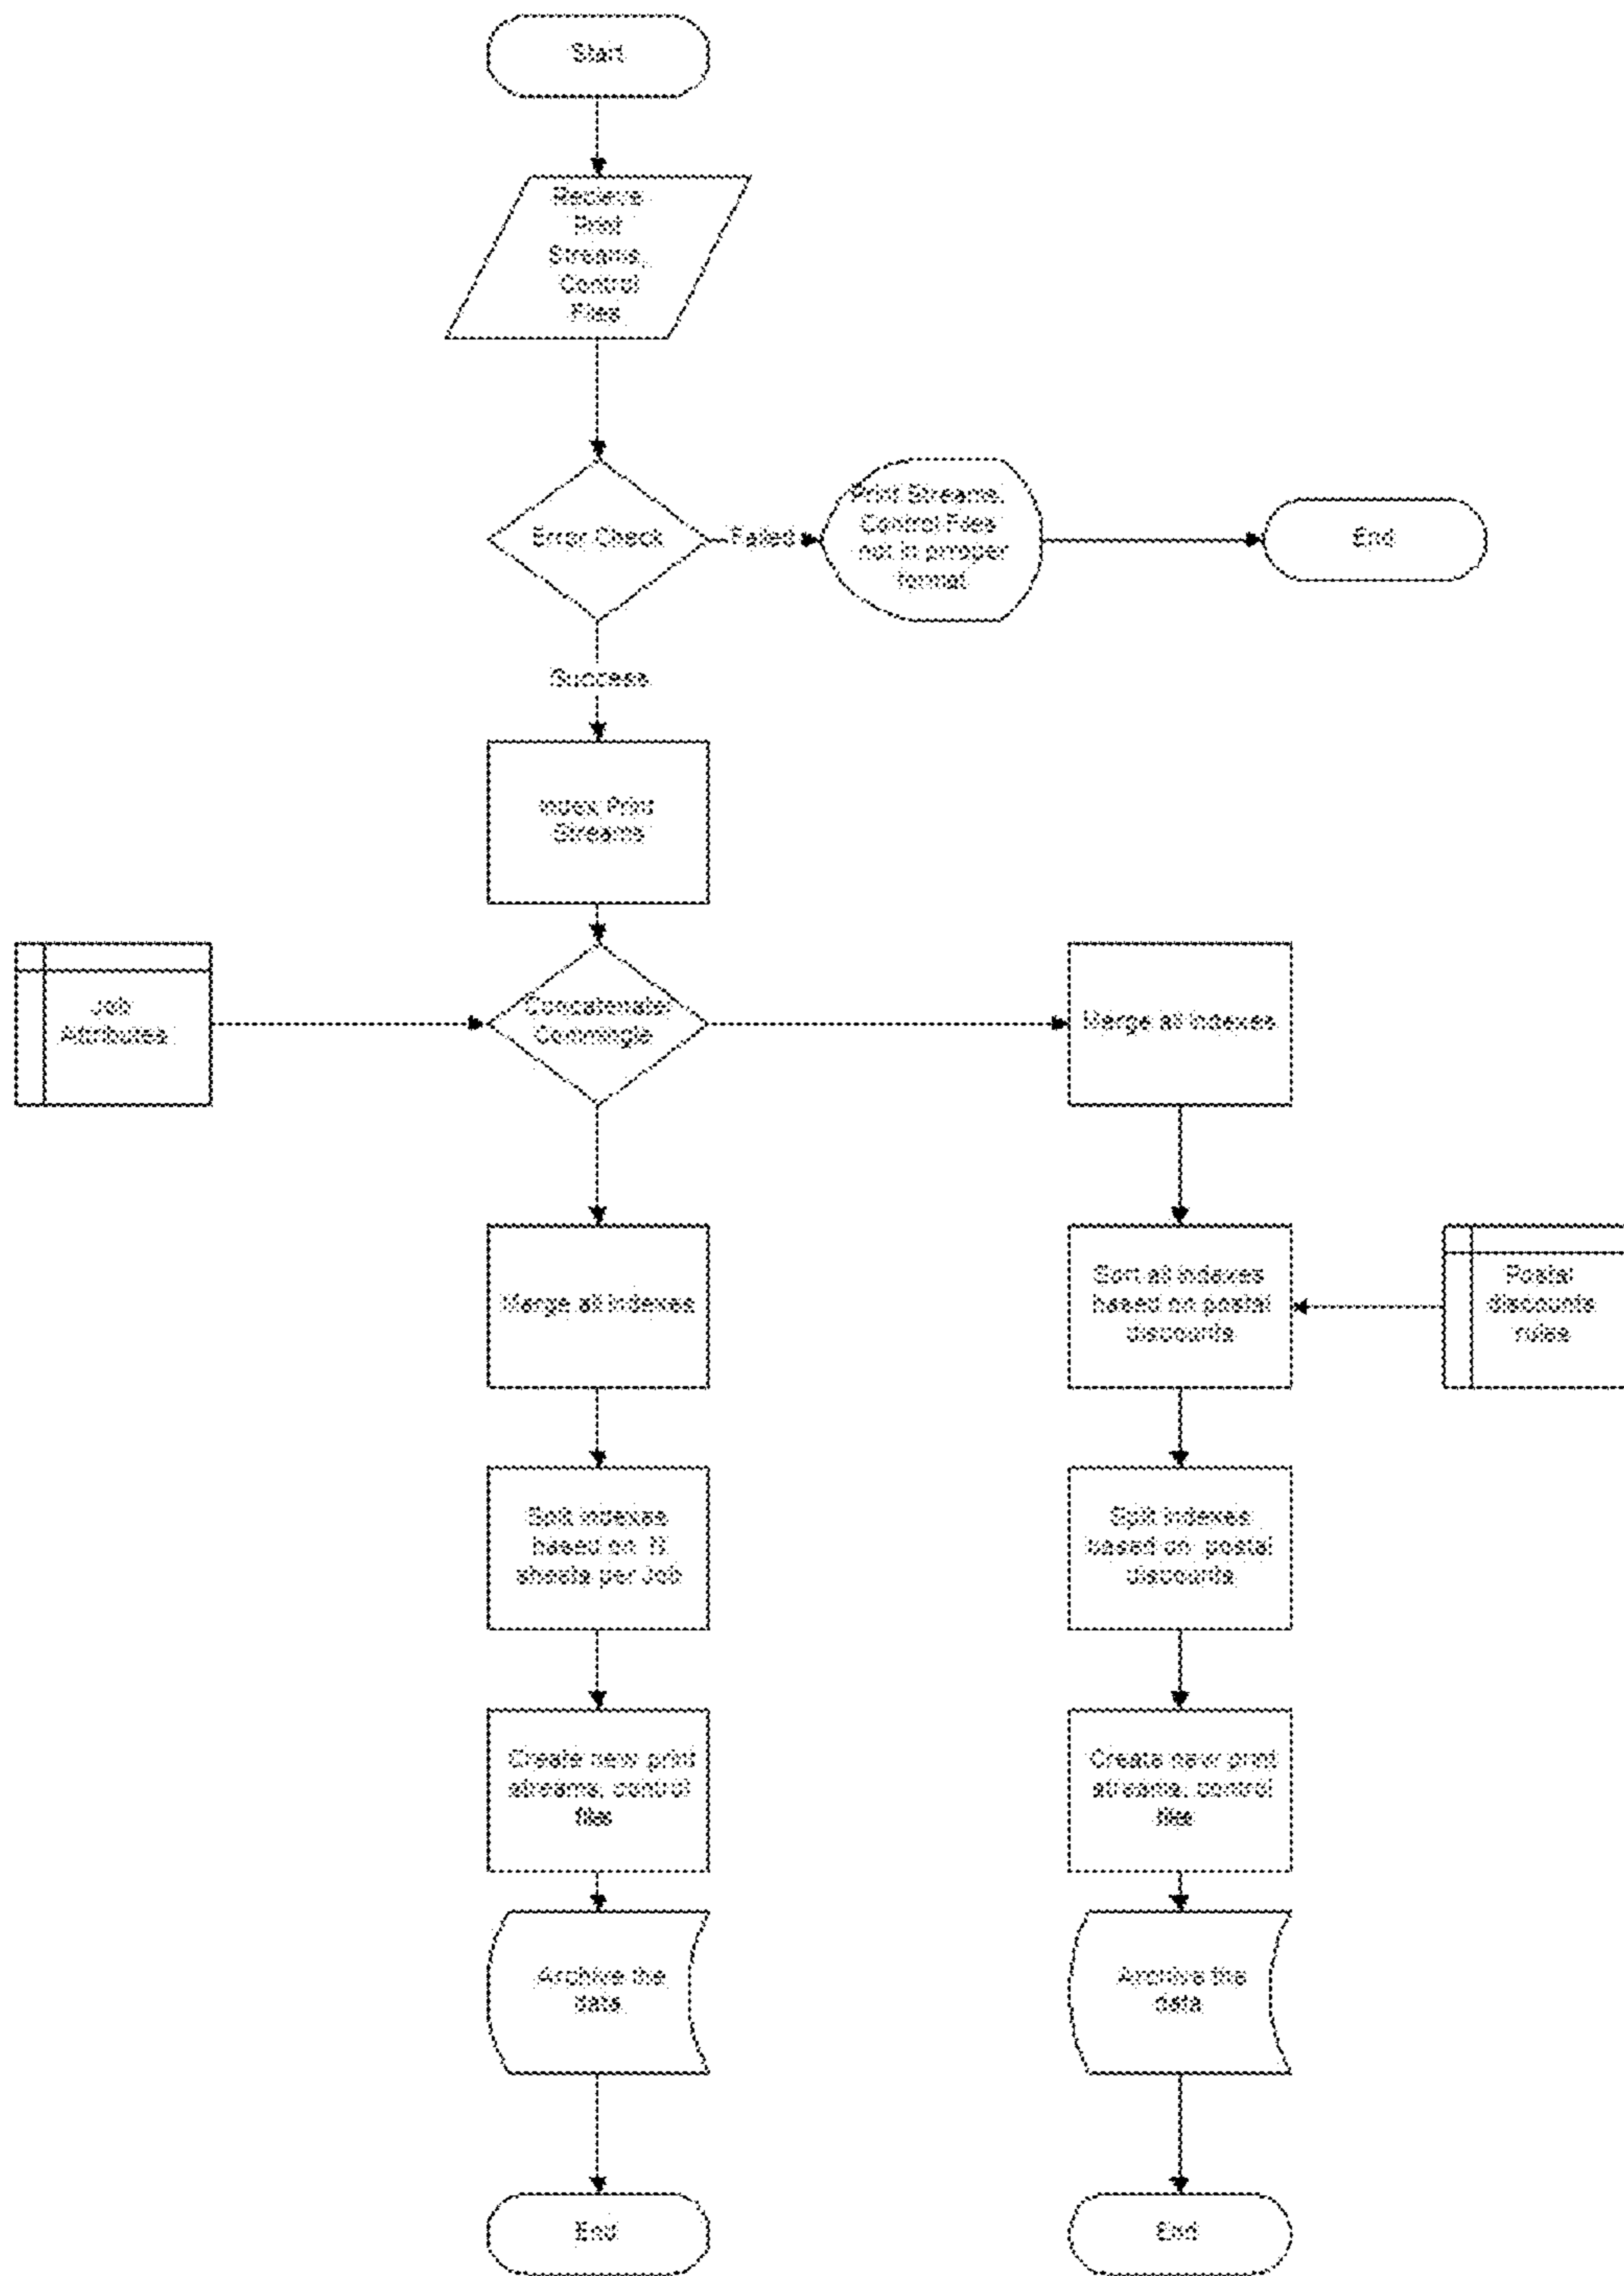 Start
Recieve
Print
Streams,
Control
Files
Error Check
Failed
Print Streams,
Control Files
not in prroper
format
End
Success
Index Print
Streams
Job
Attributes
Concatenate/
Comingle
Merge all indexes
Merge all indexes
Sort all indexes
based on postal
discounts
Postal
discounts
rules
Split indexes
based on N
sheets per Job
Split indexes
based on postal
discounts
Create new print
streams, control
files
Create new print
streams, control
files
Archive the
data
Archive the
data
End
End